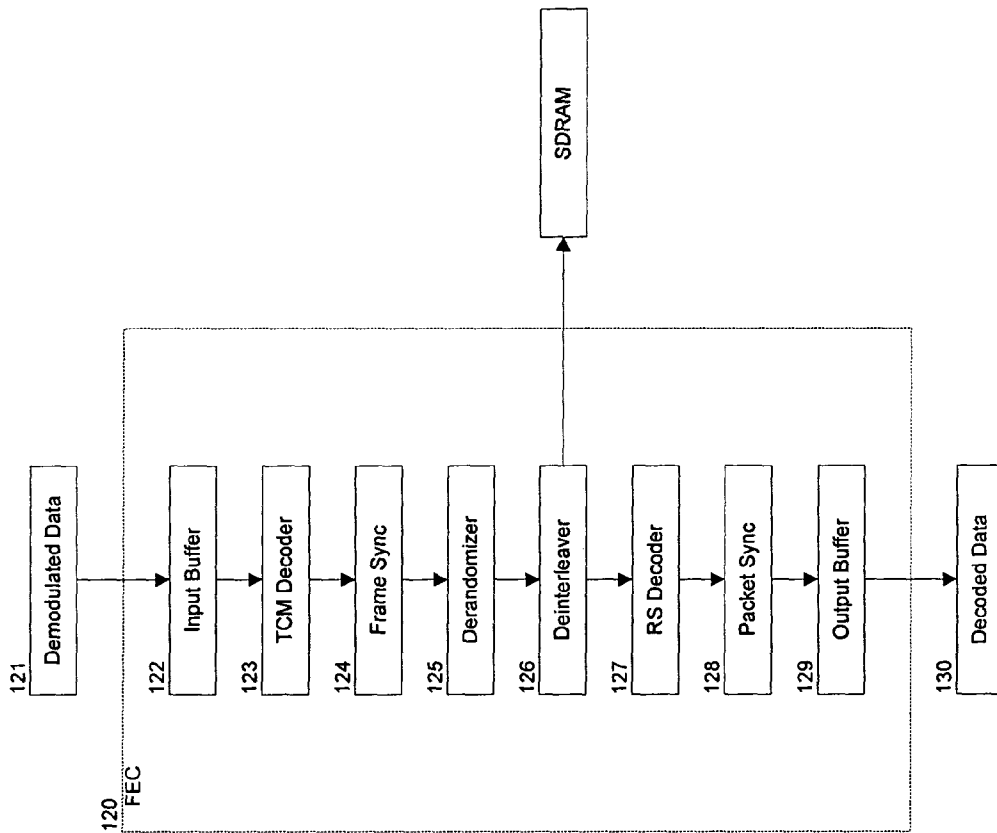 121
Demodulated Data
120
FEC
122
Input Buffer
123
TCM Decoder
124
Frame Sync
125
Derandomizer
126
Deinterleaver
SDRAM
127
RS Decoder
128
Packet Sync
129
Output Buffer
130
Decoded Data